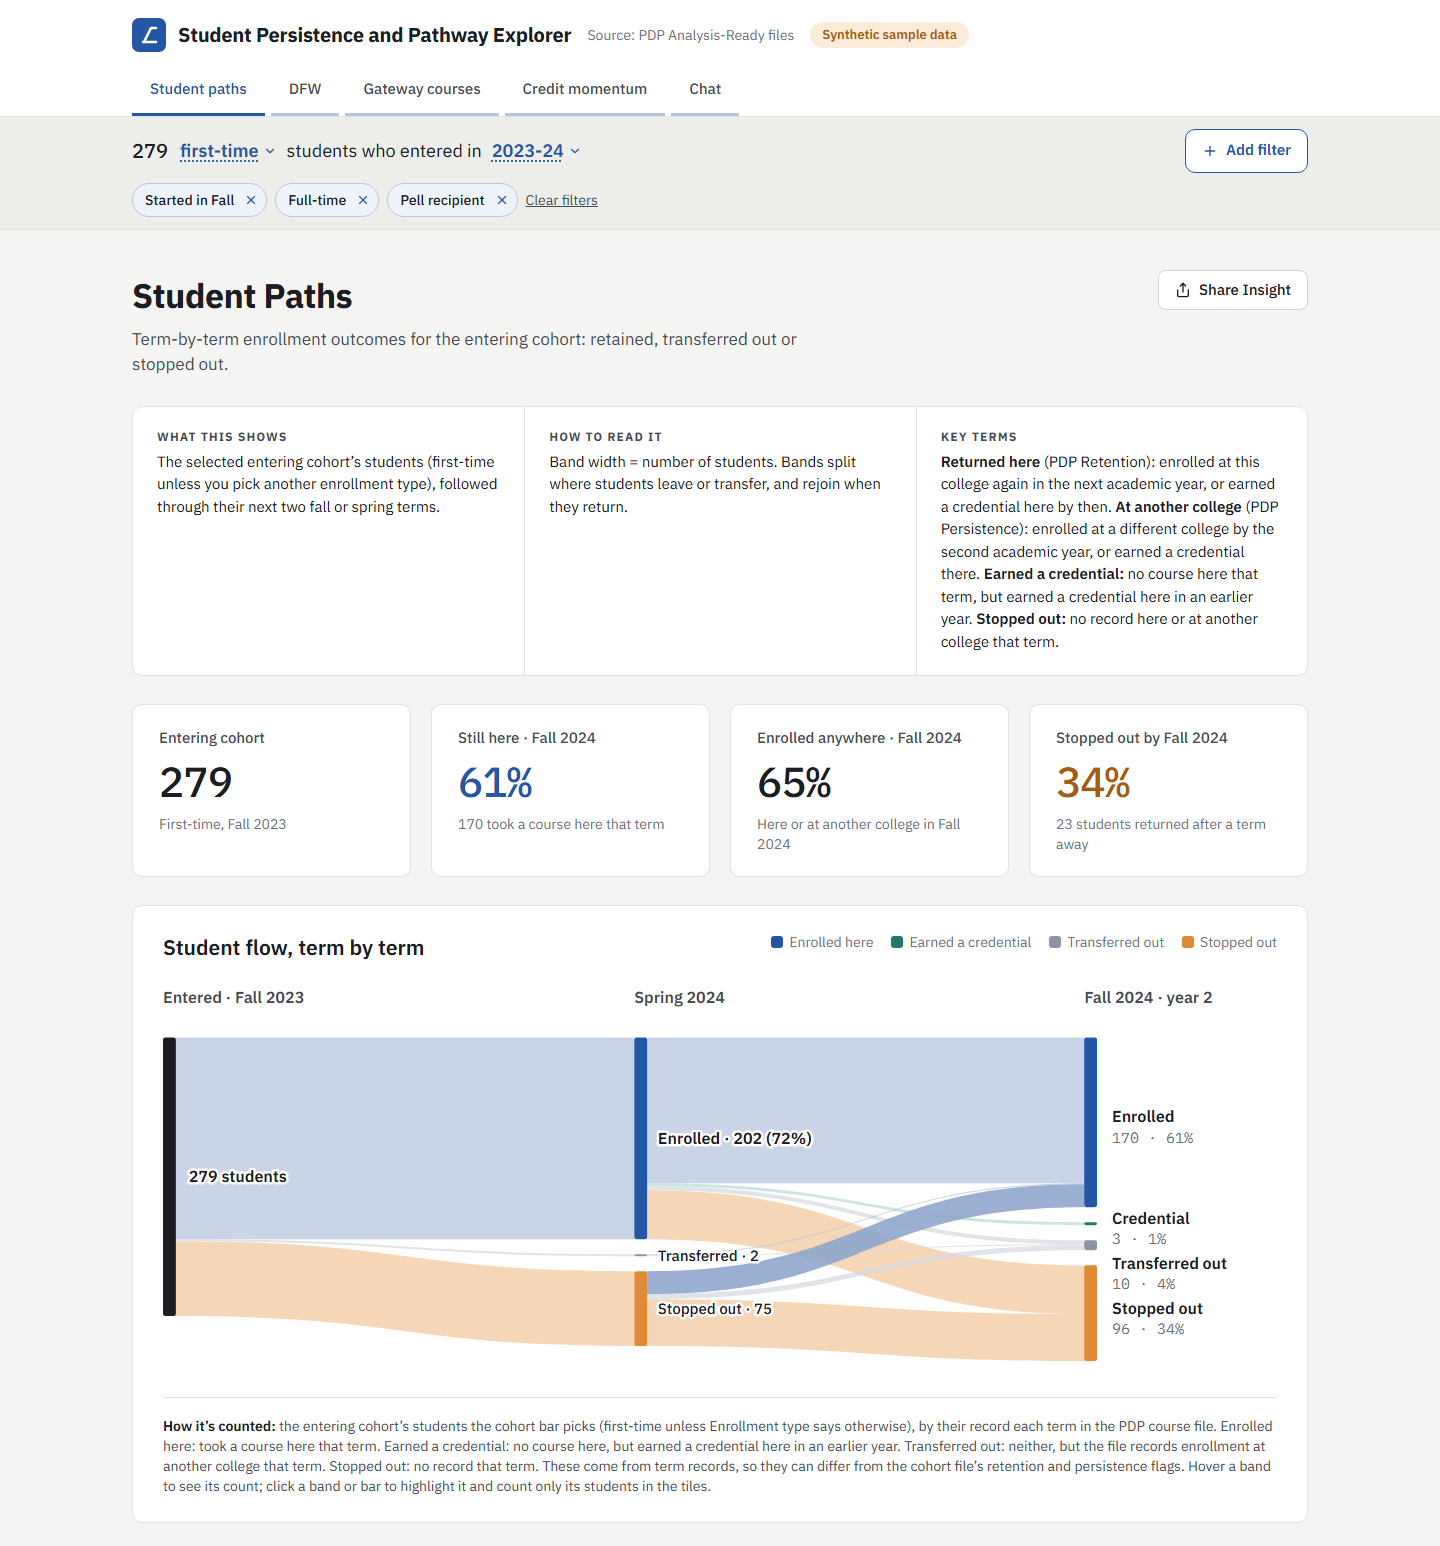 Student Persistence and Pathway Explorer
Source: PDP Analysis-Ready files
Synthetic sample data
Student paths
DFW
Gateway courses
Credit momentum
Chat
279 first-time students who entered in 2023-24
Add filter
Started in Fall
Full-time
Pell recipient
Clear filters
Student Paths
Share Insight
Term-by-term enrollment outcomes for the entering cohort: retained, transferred out or
stopped out.
WHAT THIS SHOWS
The selected entering cohort’s students (first-time
unless you pick another enrollment type), followed
through their next two fall or spring terms.
HOW TO READ IT
Band width = number of students. Bands split
where students leave or transfer, and rejoin when
they return.
KEY TERMS
Returned here (PDP Retention): enrolled at this
college again in the next academic year, or earned
a credential here by then. At another college (PDP
Persistence): enrolled at a different college by the
second academic year, or earned a credential
there. Earned a credential: no course here that
term, but earned a credential here in an earlier
year. Stopped out: no record here or at another
college that term.
Entering cohort
279
First-time, Fall 2023
Still here · Fall 2024
61%
170 took a course here that term
Enrolled anywhere · Fall 2024
65%
Here or at another college in Fall
2024
Stopped out by Fall 2024
34%
23 students returned after a term
away
Student flow, term by term
Enrolled here
Earned a credential
Transferred out
Stopped out
Entered · Fall 2023
Spring 2024
Fall 2024 · year 2
279 students
Enrolled · 202 (72%)
Transferred · 2
Stopped out · 75
Enrolled
170 · 61%
Credential
3 · 1%
Transferred out
10 · 4%
Stopped out
96 · 34%
How it’s counted: the entering cohort’s students the cohort bar picks (first-time unless Enrollment type says otherwise), by their record each term in the PDP course file. Enrolled
here: took a course here that term. Earned a credential: no course here, but earned a credential here in an earlier year. Transferred out: neither, but the file records enrollment at
another college that term. Stopped out: no record that term. These come from term records, so they can differ from the cohort file’s retention and persistence flags. Hover a band
to see its count; click a band or bar to highlight it and count only its students in the tiles.